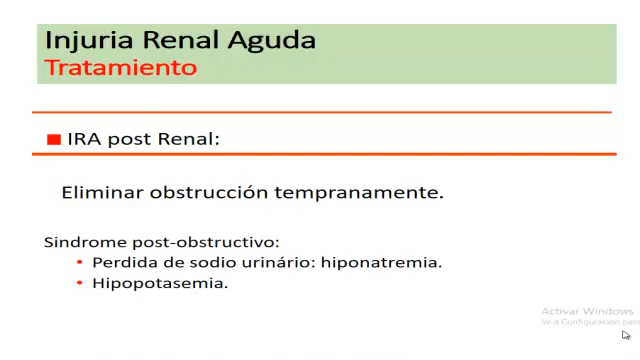 Injuria Renal Aguda
Tratamiento
IRA post Renal:
Eliminar obstrucción tempranamente.
Sindrome post-obstructivo:
• Perdida de sodio urinário: hiponatremia.
• Hipopotasemia.
Activar Windows
Ve a Configuración para